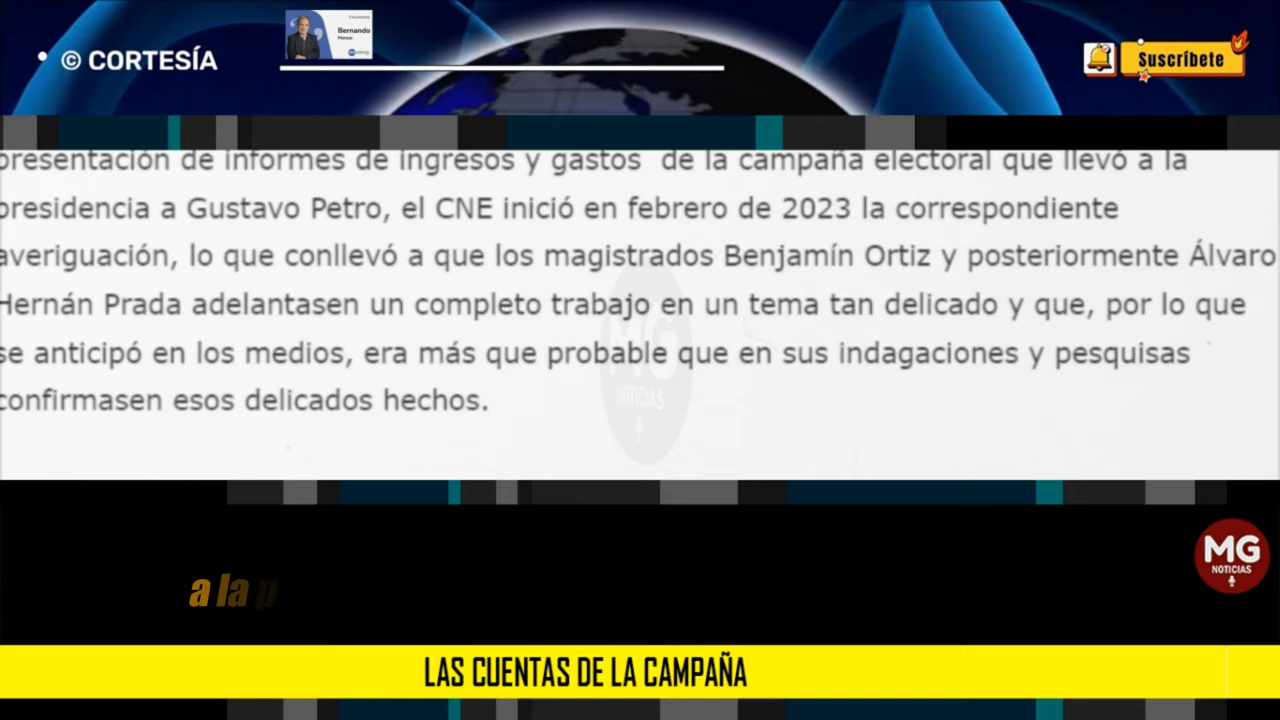 © CORTESÍA
Columnista
Bernando
Henao
Suscríbete
presentación de informes de ingresos y gastos de la campaña electoral que llevó a la
presidencia a Gustavo Petro, el CNE inició en febrero de 2023 la correspondiente
averiguación, lo que conllevó a que los magistrados Benjamín Ortiz y posteriormente Álvaro
Hernán Prada adelantasen un completo trabajo en un tema tan delicado y que, por lo que
se anticipó en los medios, era más que probable que en sus indagaciones y pesquisas
confirmasen esos delicados hechos.
MG
NOTICIAS
MG
NOTICIAS
a la p
LAS CUENTAS DE LA CAMPAÑA